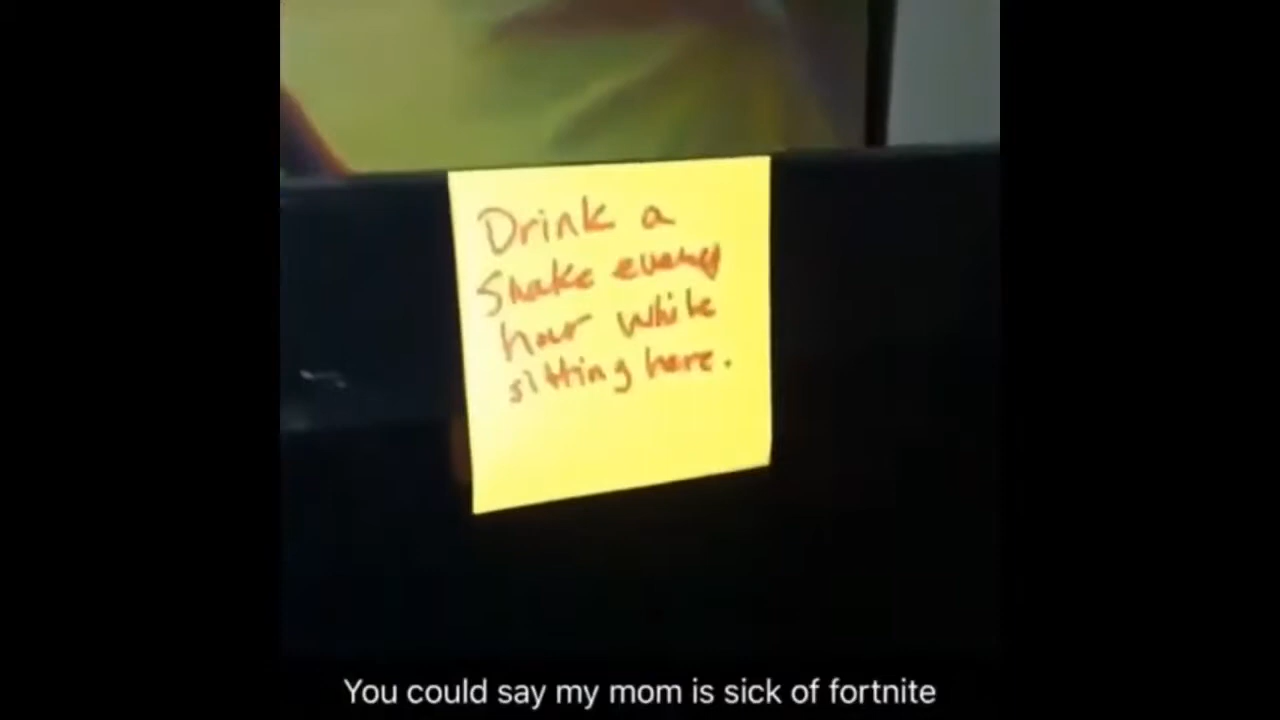 Drink a
Shake every
hour while
sitting here.
You could say my mom is sick of fortnite